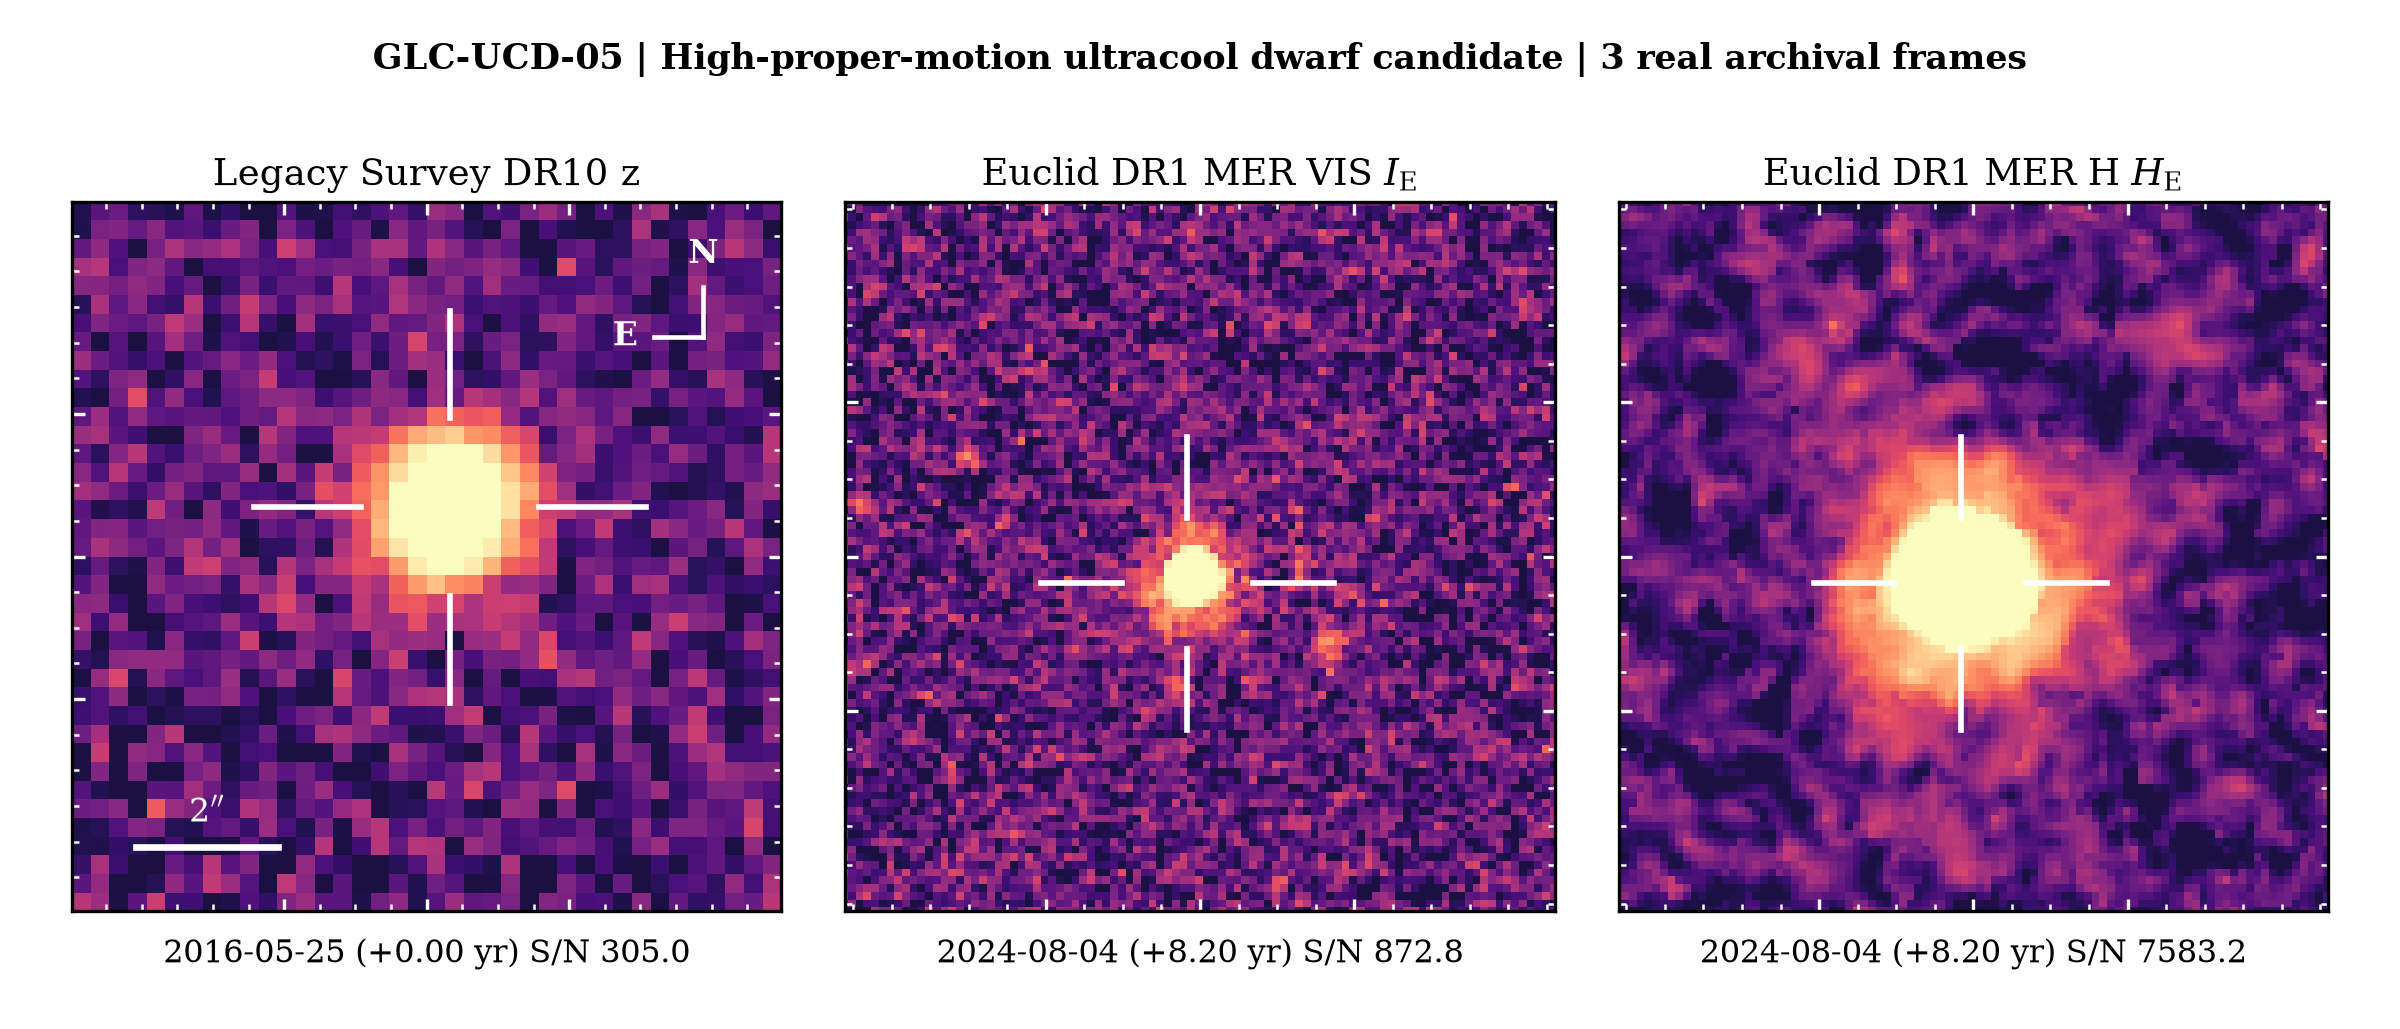 GLC-UCD-05 | High-proper-motion ultracool dwarf candidate | 3 real archival frames
Legacy Survey DR10 z
Euclid DR1 MER VIS I_E
Euclid DR1 MER H H_E
N
E
2″
2016-05-25 (+0.00 yr) S/N 305.0
2024-08-04 (+8.20 yr) S/N 872.8
2024-08-04 (+8.20 yr) S/N 7583.2